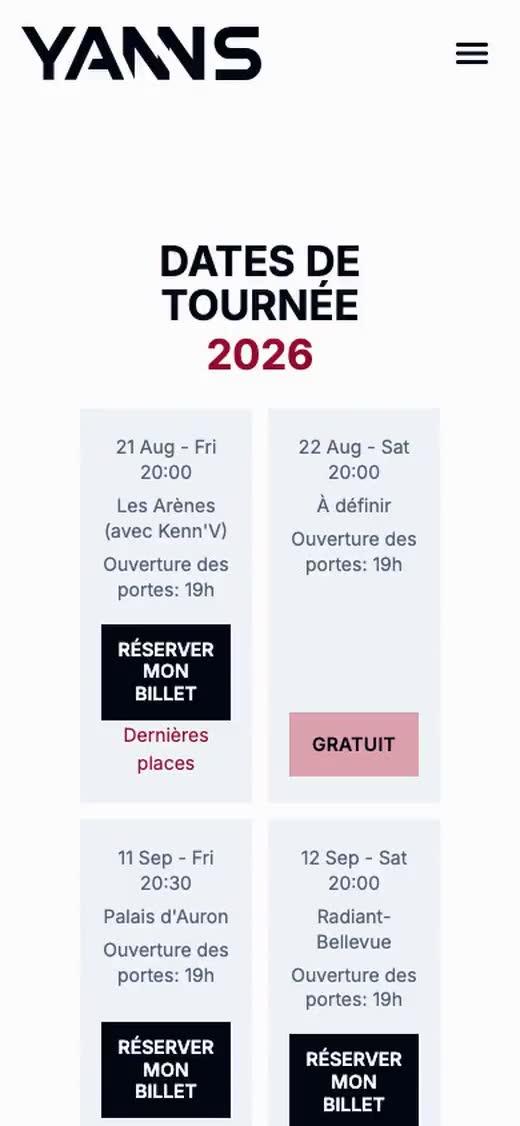 YANNS
DATES DE
TOURNÉE
2026
21 Aug - Fri
20:00
Les Arènes
(avec Kenn'V)
Ouverture des
portes: 19h
RÉSERVER
MON
BILLET
Dernières
places
22 Aug - Sat
20:00
À définir
Ouverture des
portes: 19h
GRATUIT
11 Sep - Fri
20:30
Palais d'Auron
Ouverture des
portes: 19h
RÉSERVER
MON
BILLET
12 Sep - Sat
20:00
Radiant-
Bellevue
Ouverture des
portes: 19h
RÉSERVER
MON
BILLET